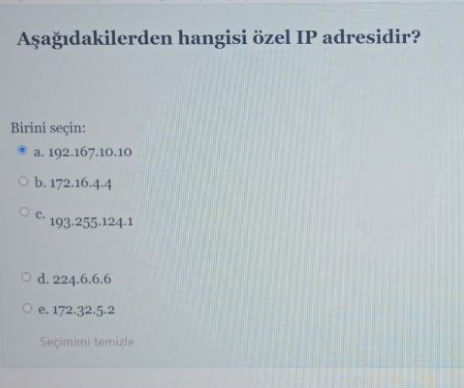 Aşağıdakilerden hangisi özel IP adresidir?
Birini seçin:
a. 192.167.10.10
b. 172.16.4.4
c.
193.255.124.1
d. 224.6.6.6
e. 172.32.5.2
Seçimimi temizle